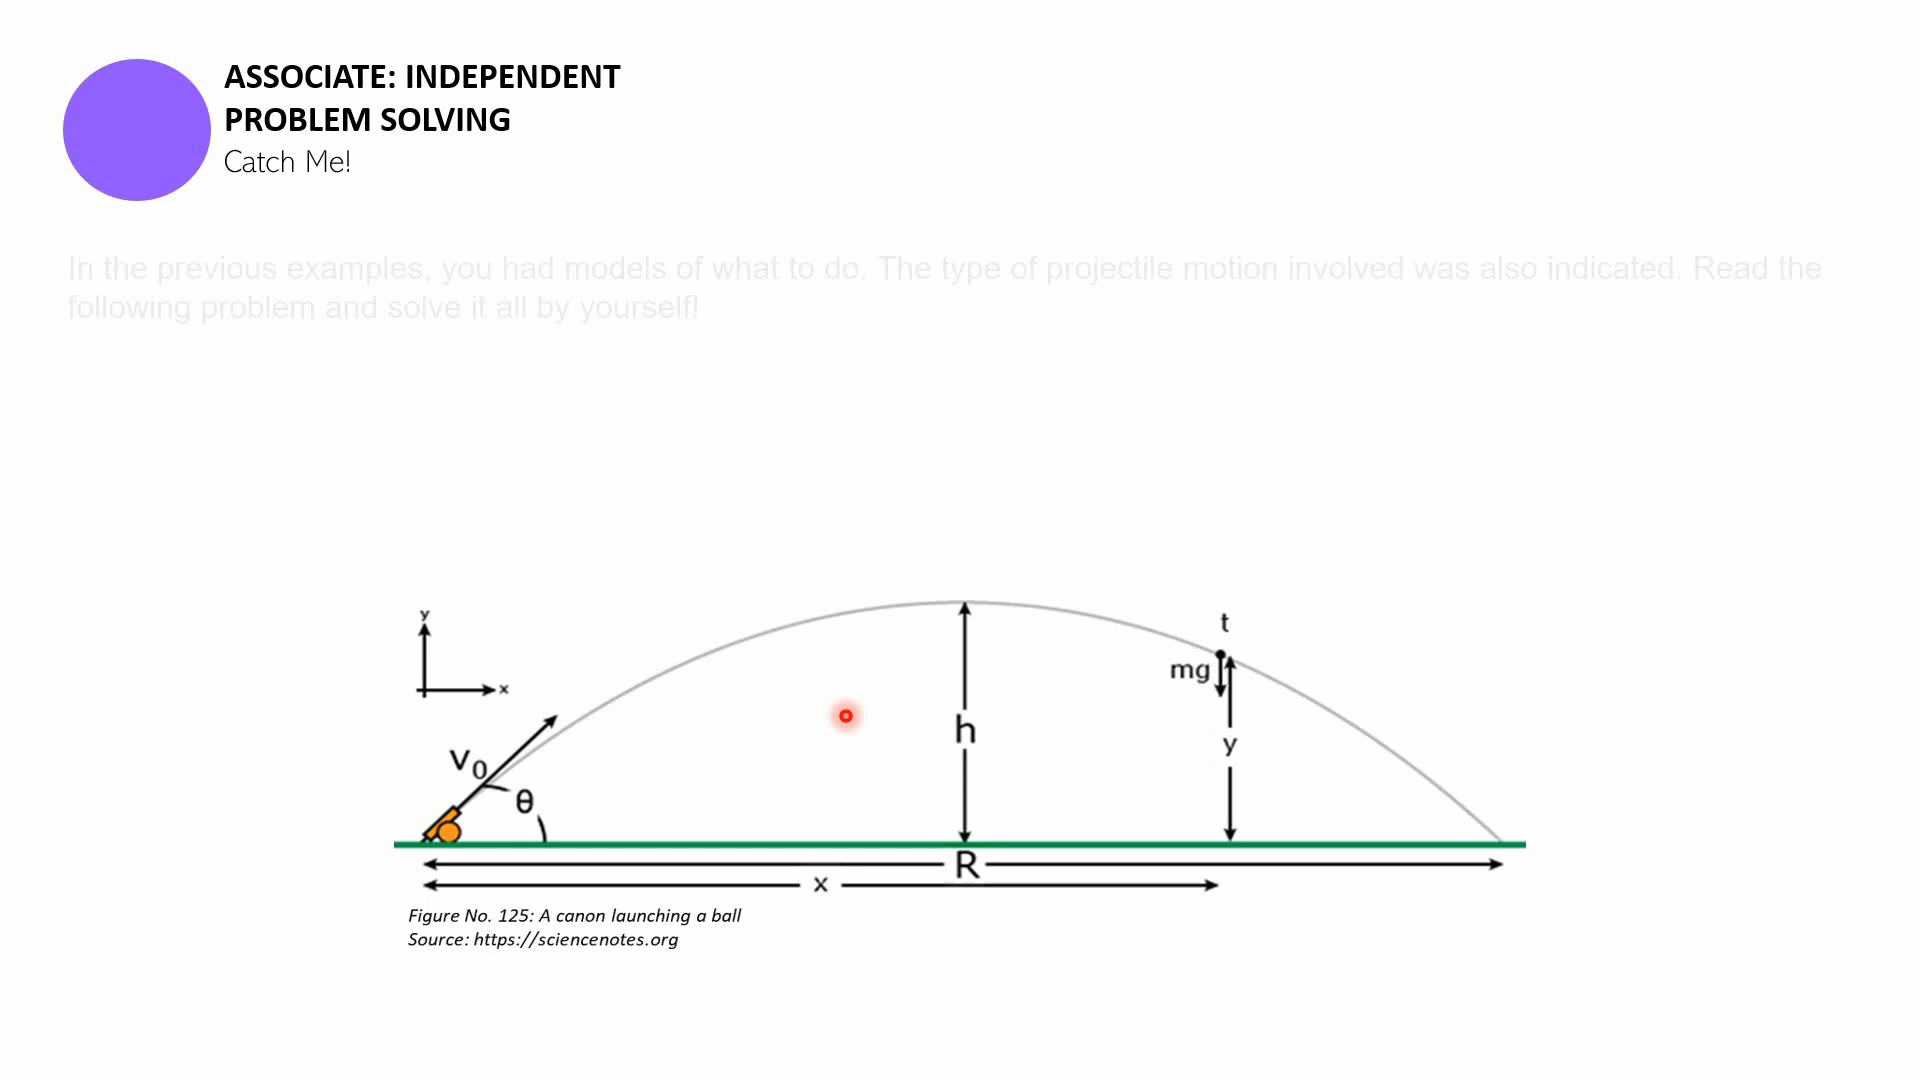 ASSOCIATE: INDEPENDENT
PROBLEM SOLVING
Catch Me!
In the previous examples, you had models of what to do. The type of projectile motion involved was also indicated. Read the
following problem and solve it all by yourself!
y
x
v0
θ
h
t
mg
y
R
x
Figure No. 125: A canon launching a ball
Source: https://sciencenotes.org